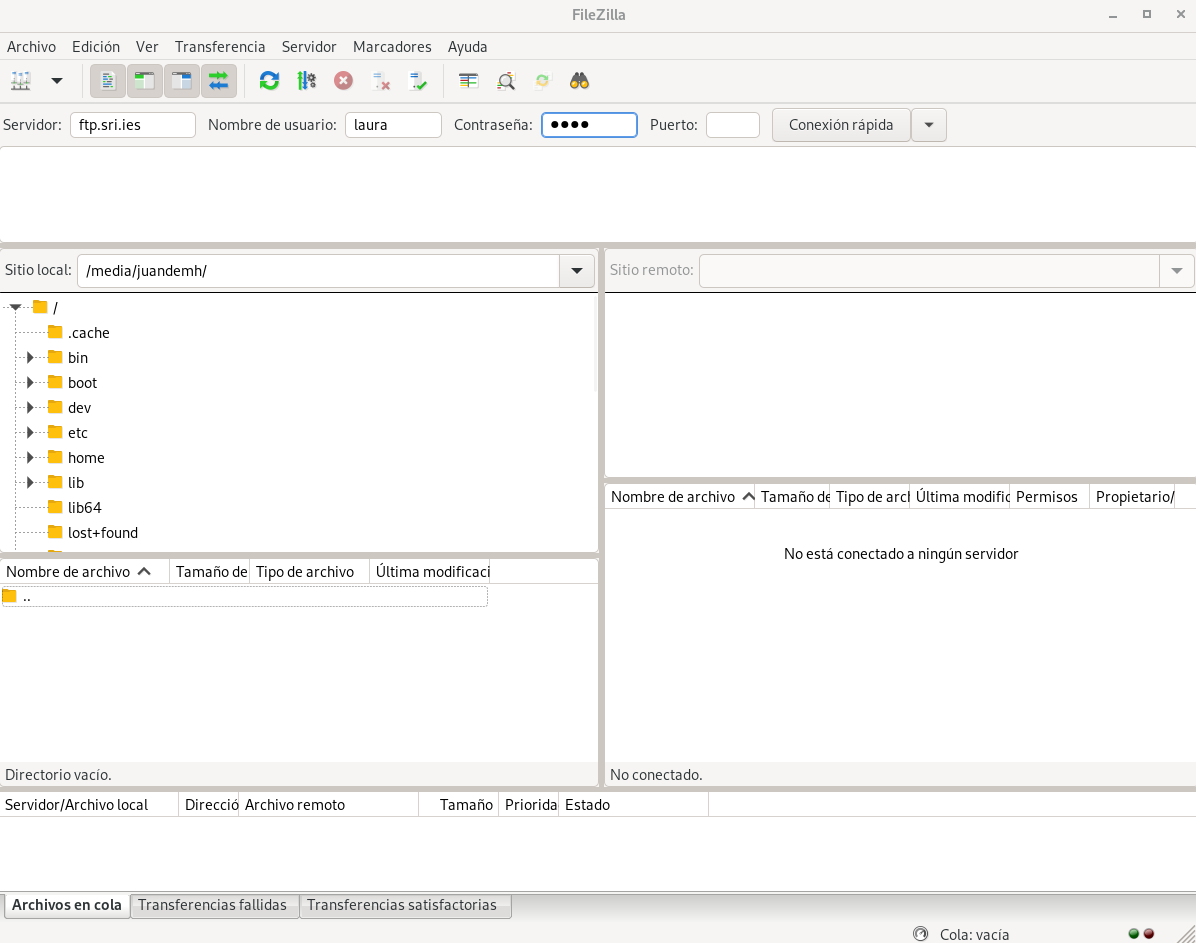 FileZilla
Archivo Edición Ver Transferencia Servidor Marcadores Ayuda
Servidor: ftp.sri.ies Nombre de usuario: laura Contraseña: ●●●● Puerto: Conexión rápida
Sitio local: /media/juandemh/
Sitio remoto:
/
.cache
bin
boot
dev
etc
home
lib
lib64
lost+found
Nombre de archivo Tamaño de Tipo de archivo Última modificaci
..
Directorio vacío.
Nombre de archivo Tamaño de Tipo de arch Última modific Permisos Propietario/
No está conectado a ningún servidor
No conectado.
Servidor/Archivo local Direcció Archivo remoto Tamaño Priorida Estado
Archivos en cola Transferencias fallidas Transferencias satisfactorias
Cola: vacía